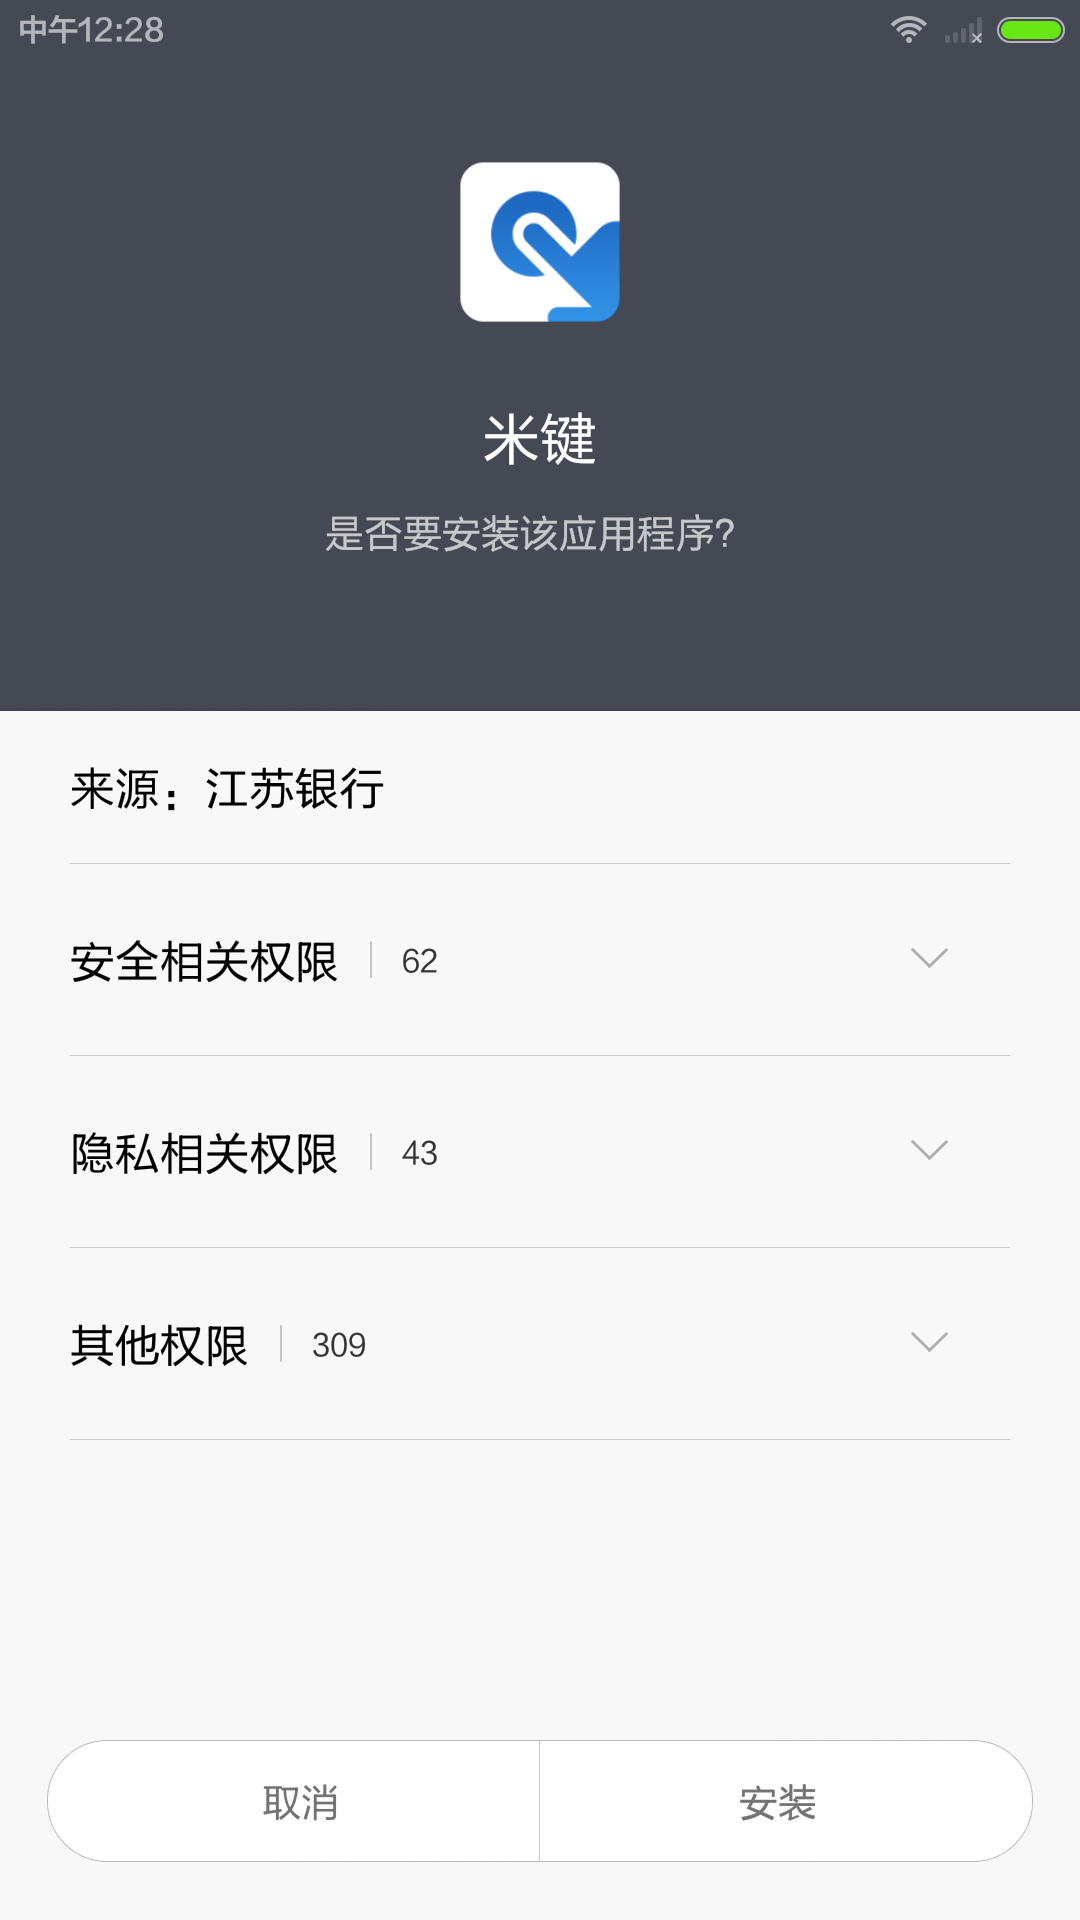 中午12:28
米键
是否要安装该应用程序?
来源：江苏银行
安全相关权限 62
隐私相关权限 43
其他权限 309
取消 安装